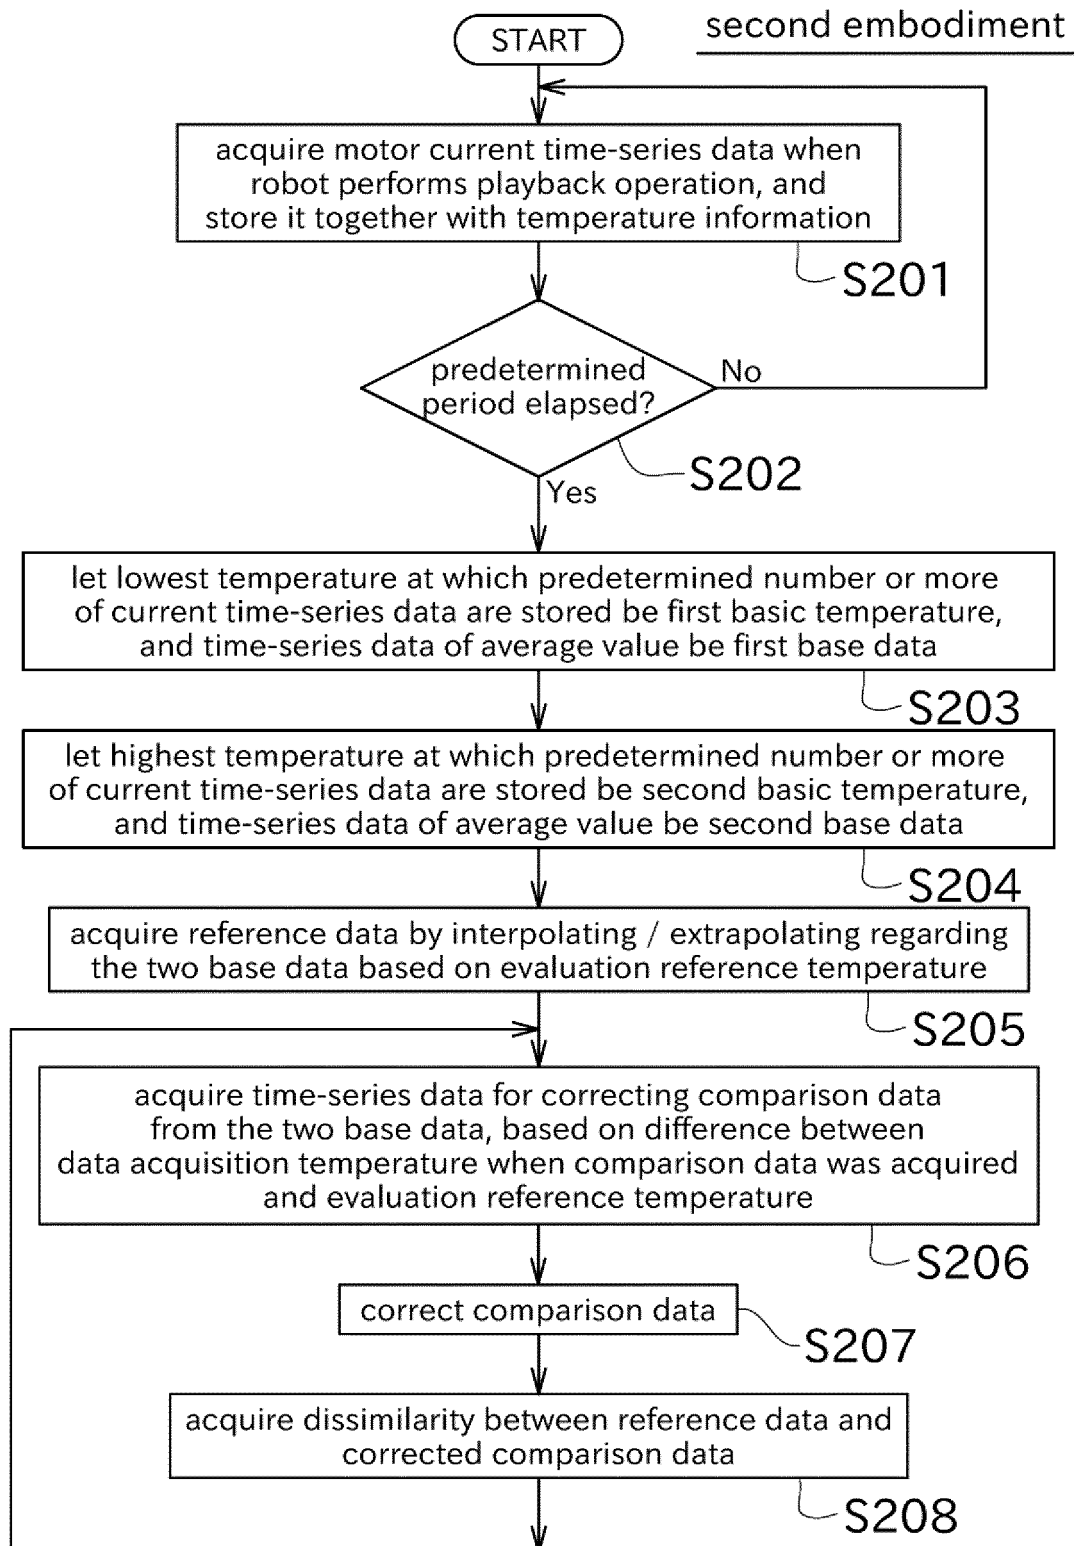 second embodiment
START
acquire motor current time-series data when
robot performs playback operation, and
store it together with temperature information
S201
predetermined
period elapsed?
No
S202
Yes
let lowest temperature at which predetermined number or more
of current time-series data are stored be first basic temperature,
and time-series data of average value be first base data
S203
let highest temperature at which predetermined number or more
of current time-series data are stored be second basic temperature,
and time-series data of average value be second base data
S204
acquire reference data by interpolating / extrapolating regarding
the two base data based on evaluation reference temperature
S205
acquire time-series data for correcting comparison data
from the two base data, based on difference between
data acquisition temperature when comparison data was acquired
and evaluation reference temperature
S206
correct comparison data
S207
acquire dissimilarity between reference data and
corrected comparison data
S208